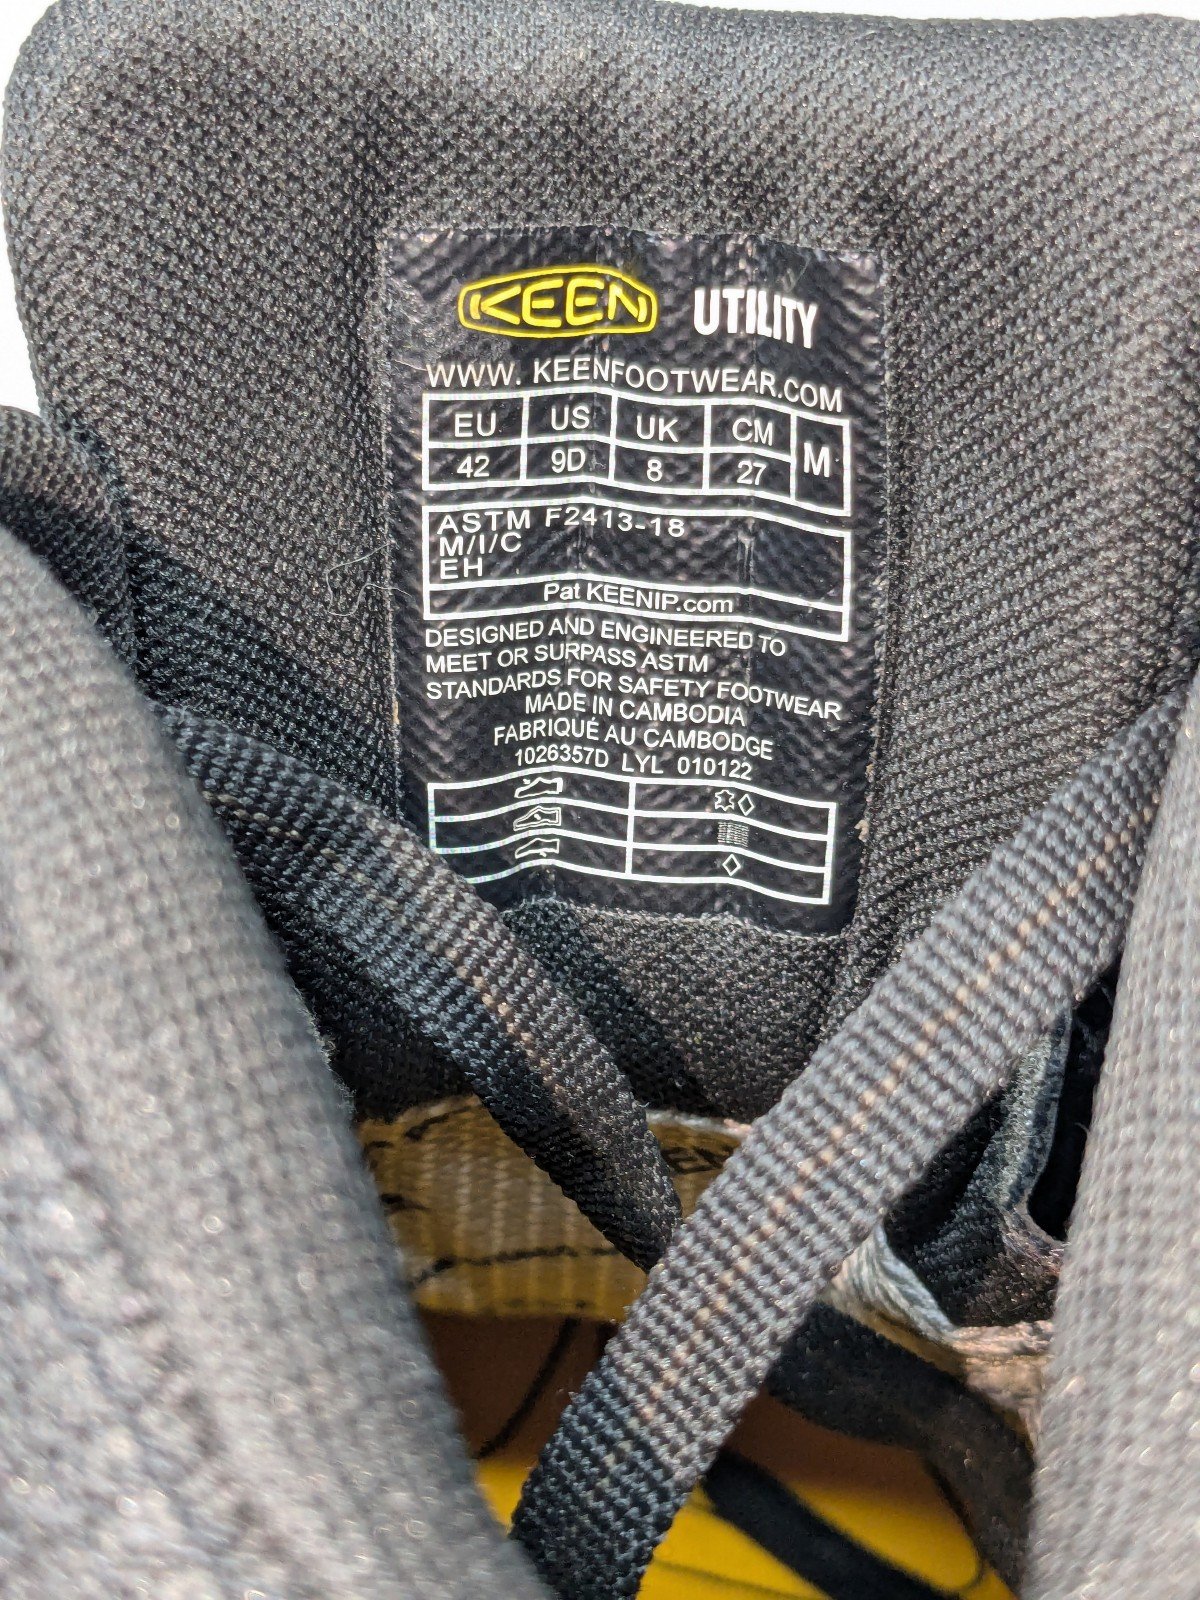 KEEN UTILITY
WWW. KEENFOOTWEAR.COM
EU US UK CM M
42 9D 8 27
ASTM F2413-18
M/I/C
EH
Pat KEENIP.com
DESIGNED AND ENGINEERED TO
MEET OR SURPASS ASTM
STANDARDS FOR SAFETY FOOTWEAR
MADE IN CAMBODIA
FABRIQUÉ AU CAMBODGE
1026357D LYL 010122